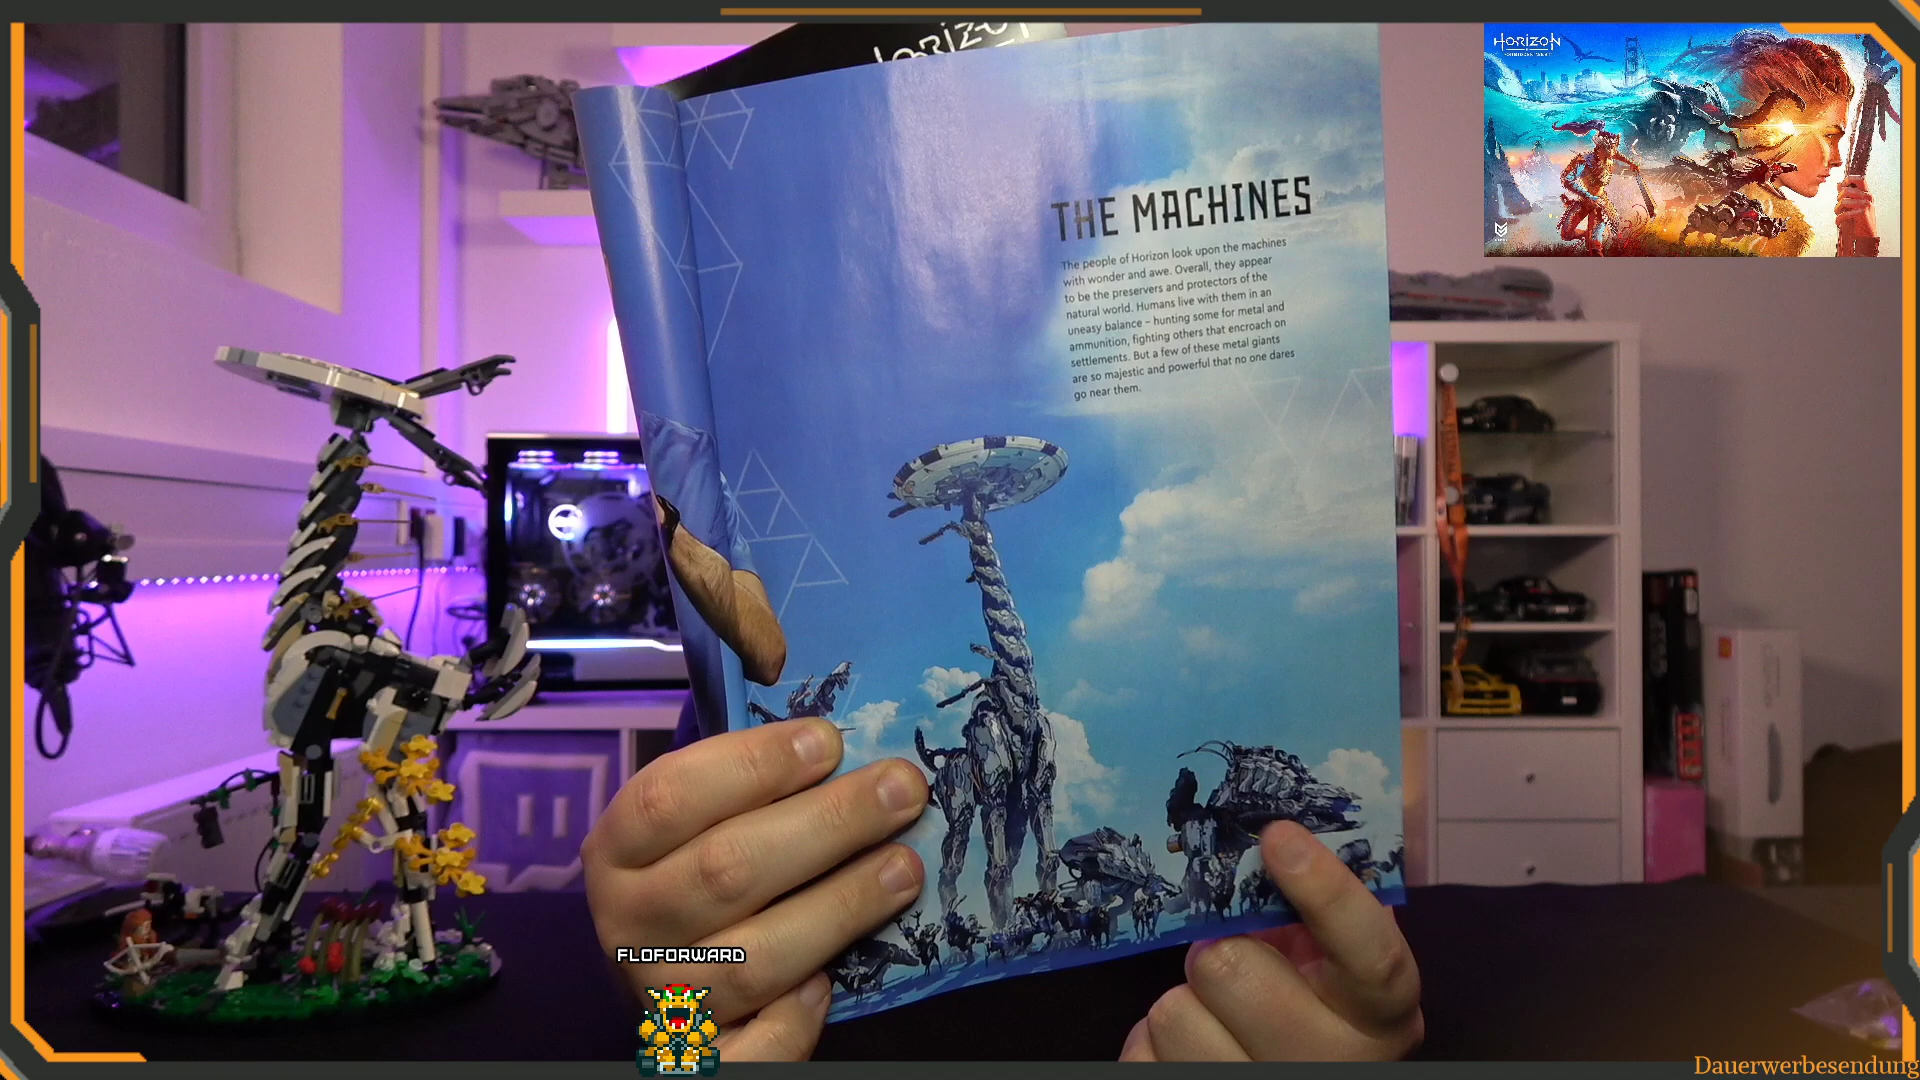 HORIZON
HORIZON
FORBIDDEN WEST
THE MACHINES
The people of Horizon look upon the machines
with wonder and awe. Overall, they appear
to be the preservers and protectors of the
natural world. Humans live with them in an
uneasy balance – hunting some for metal and
ammunition, fighting others that encroach on
settlements. But a few of these metal giants
are so majestic and powerful that no one dares
go near them.
FLOFORWARD
Dauerwerbesendung